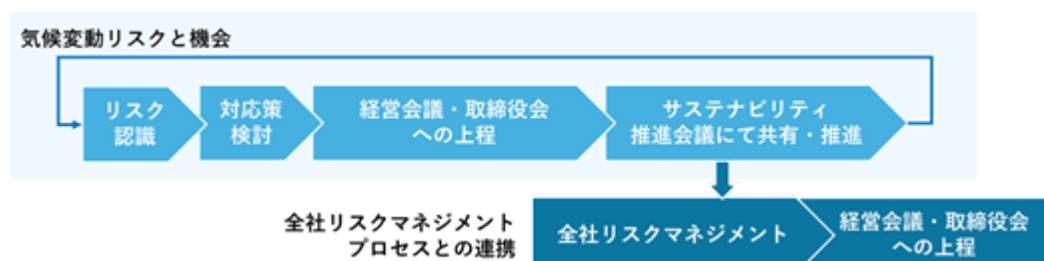 気候変動リスクと機会
リスク
認識
対応策
検討
経営会議・取締役会
への上程
サステナビリティ
推進会議にて共有・推進
全社リスクマネジメント
プロセスとの連携
全社リスクマネジメント
経営会議・取締役会
への上程